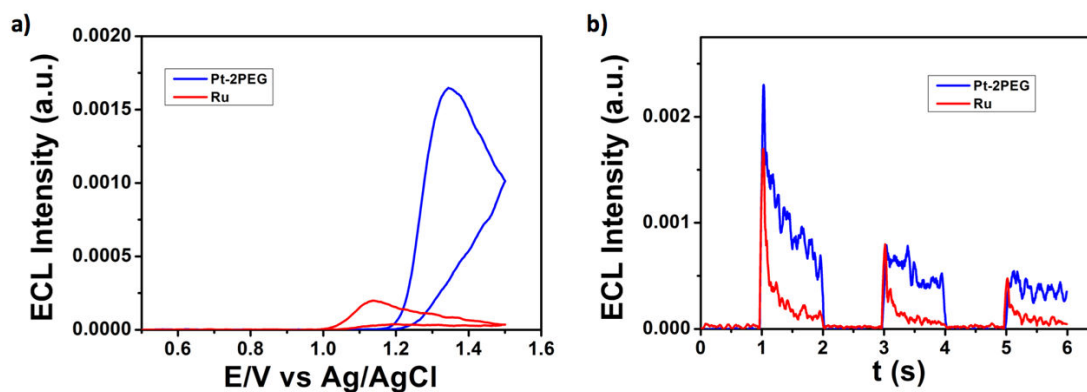 a)
0.0020
0.0015
0.0010
0.0005
0.0000
ECL Intensity (a.u.)
Pt-2PEG
Ru
0.6 0.8 1.0 1.2 1.4 1.6
E/V vs Ag/AgCl
b)
0.002
0.001
0.000
ECL Intensity (a.u.)
Pt-2PEG
Ru
0 1 2 3 4 5 6
t (s)